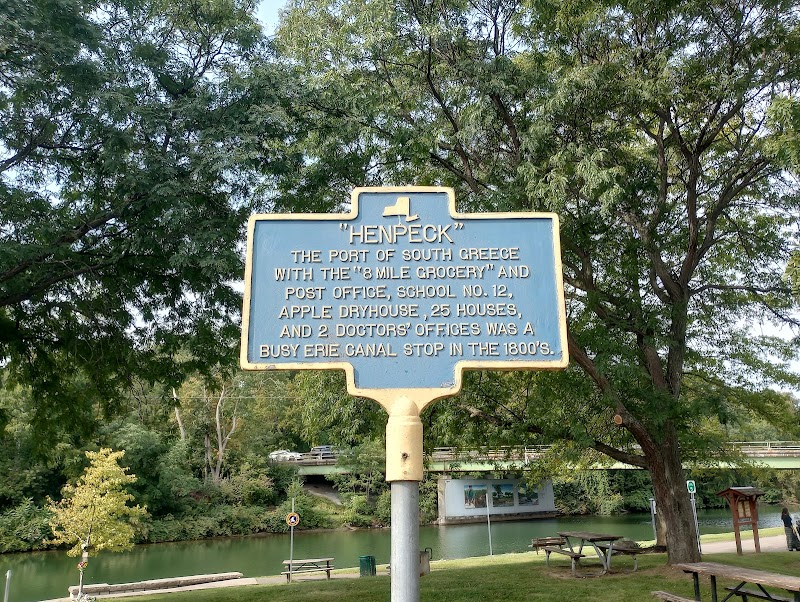 "HENPECK"
THE PORT OF SOUTH GREECE
WITH THE "8 MILE GROCERY" AND
POST OFFICE, SCHOOL NO. 12,
APPLE DRYHOUSE, 25 HOUSES,
AND 2 DOCTORS' OFFICES WAS A
BUSY ERIE CANAL STOP IN THE 1800'S.